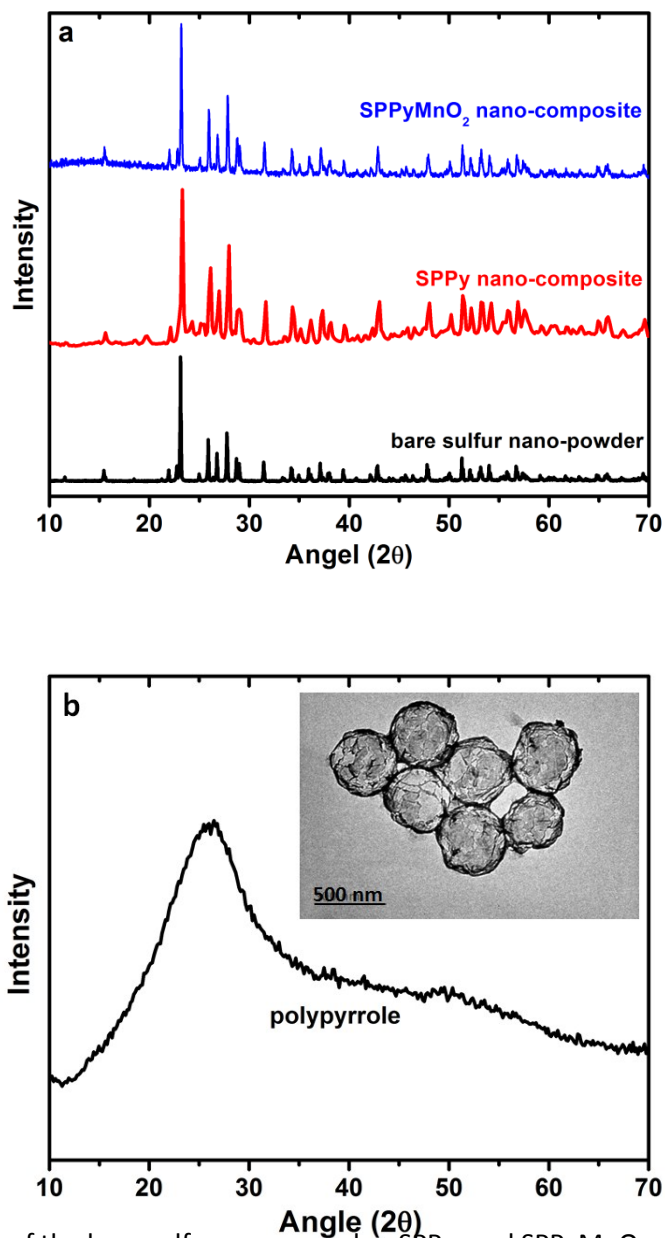 a
SPPyMnO₂ nano-composite
SPPy nano-composite
bare sulfur nano-powder
Intensity
10 20 30 40 50 60 70
Angel (2θ)
b
500 nm
polypyrrole
Intensity
10 20 30 40 50 60 70
Angle (2θ)